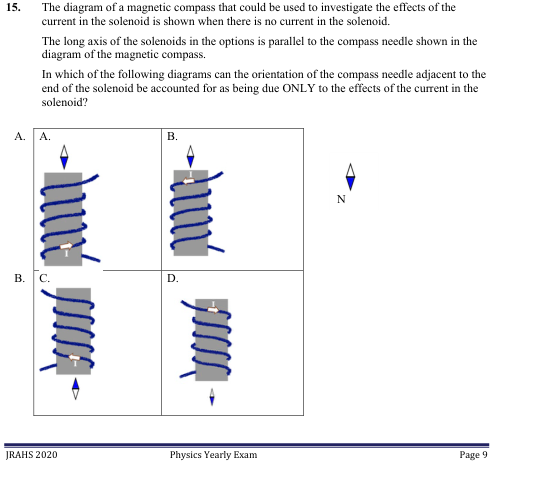 15. The diagram of a magnetic compass that could be used to investigate the effects of the
current in the solenoid is shown when there is no current in the solenoid.
The long axis of the solenoids in the options is parallel to the compass needle shown in the
diagram of the magnetic compass.
In which of the following diagrams can the orientation of the compass needle adjacent to the
end of the solenoid be accounted for as being due ONLY to the effects of the current in the
solenoid?
A. A. B.
N
I I
B. C. D.
I I
JRAHS 2020 Physics Yearly Exam Page 9